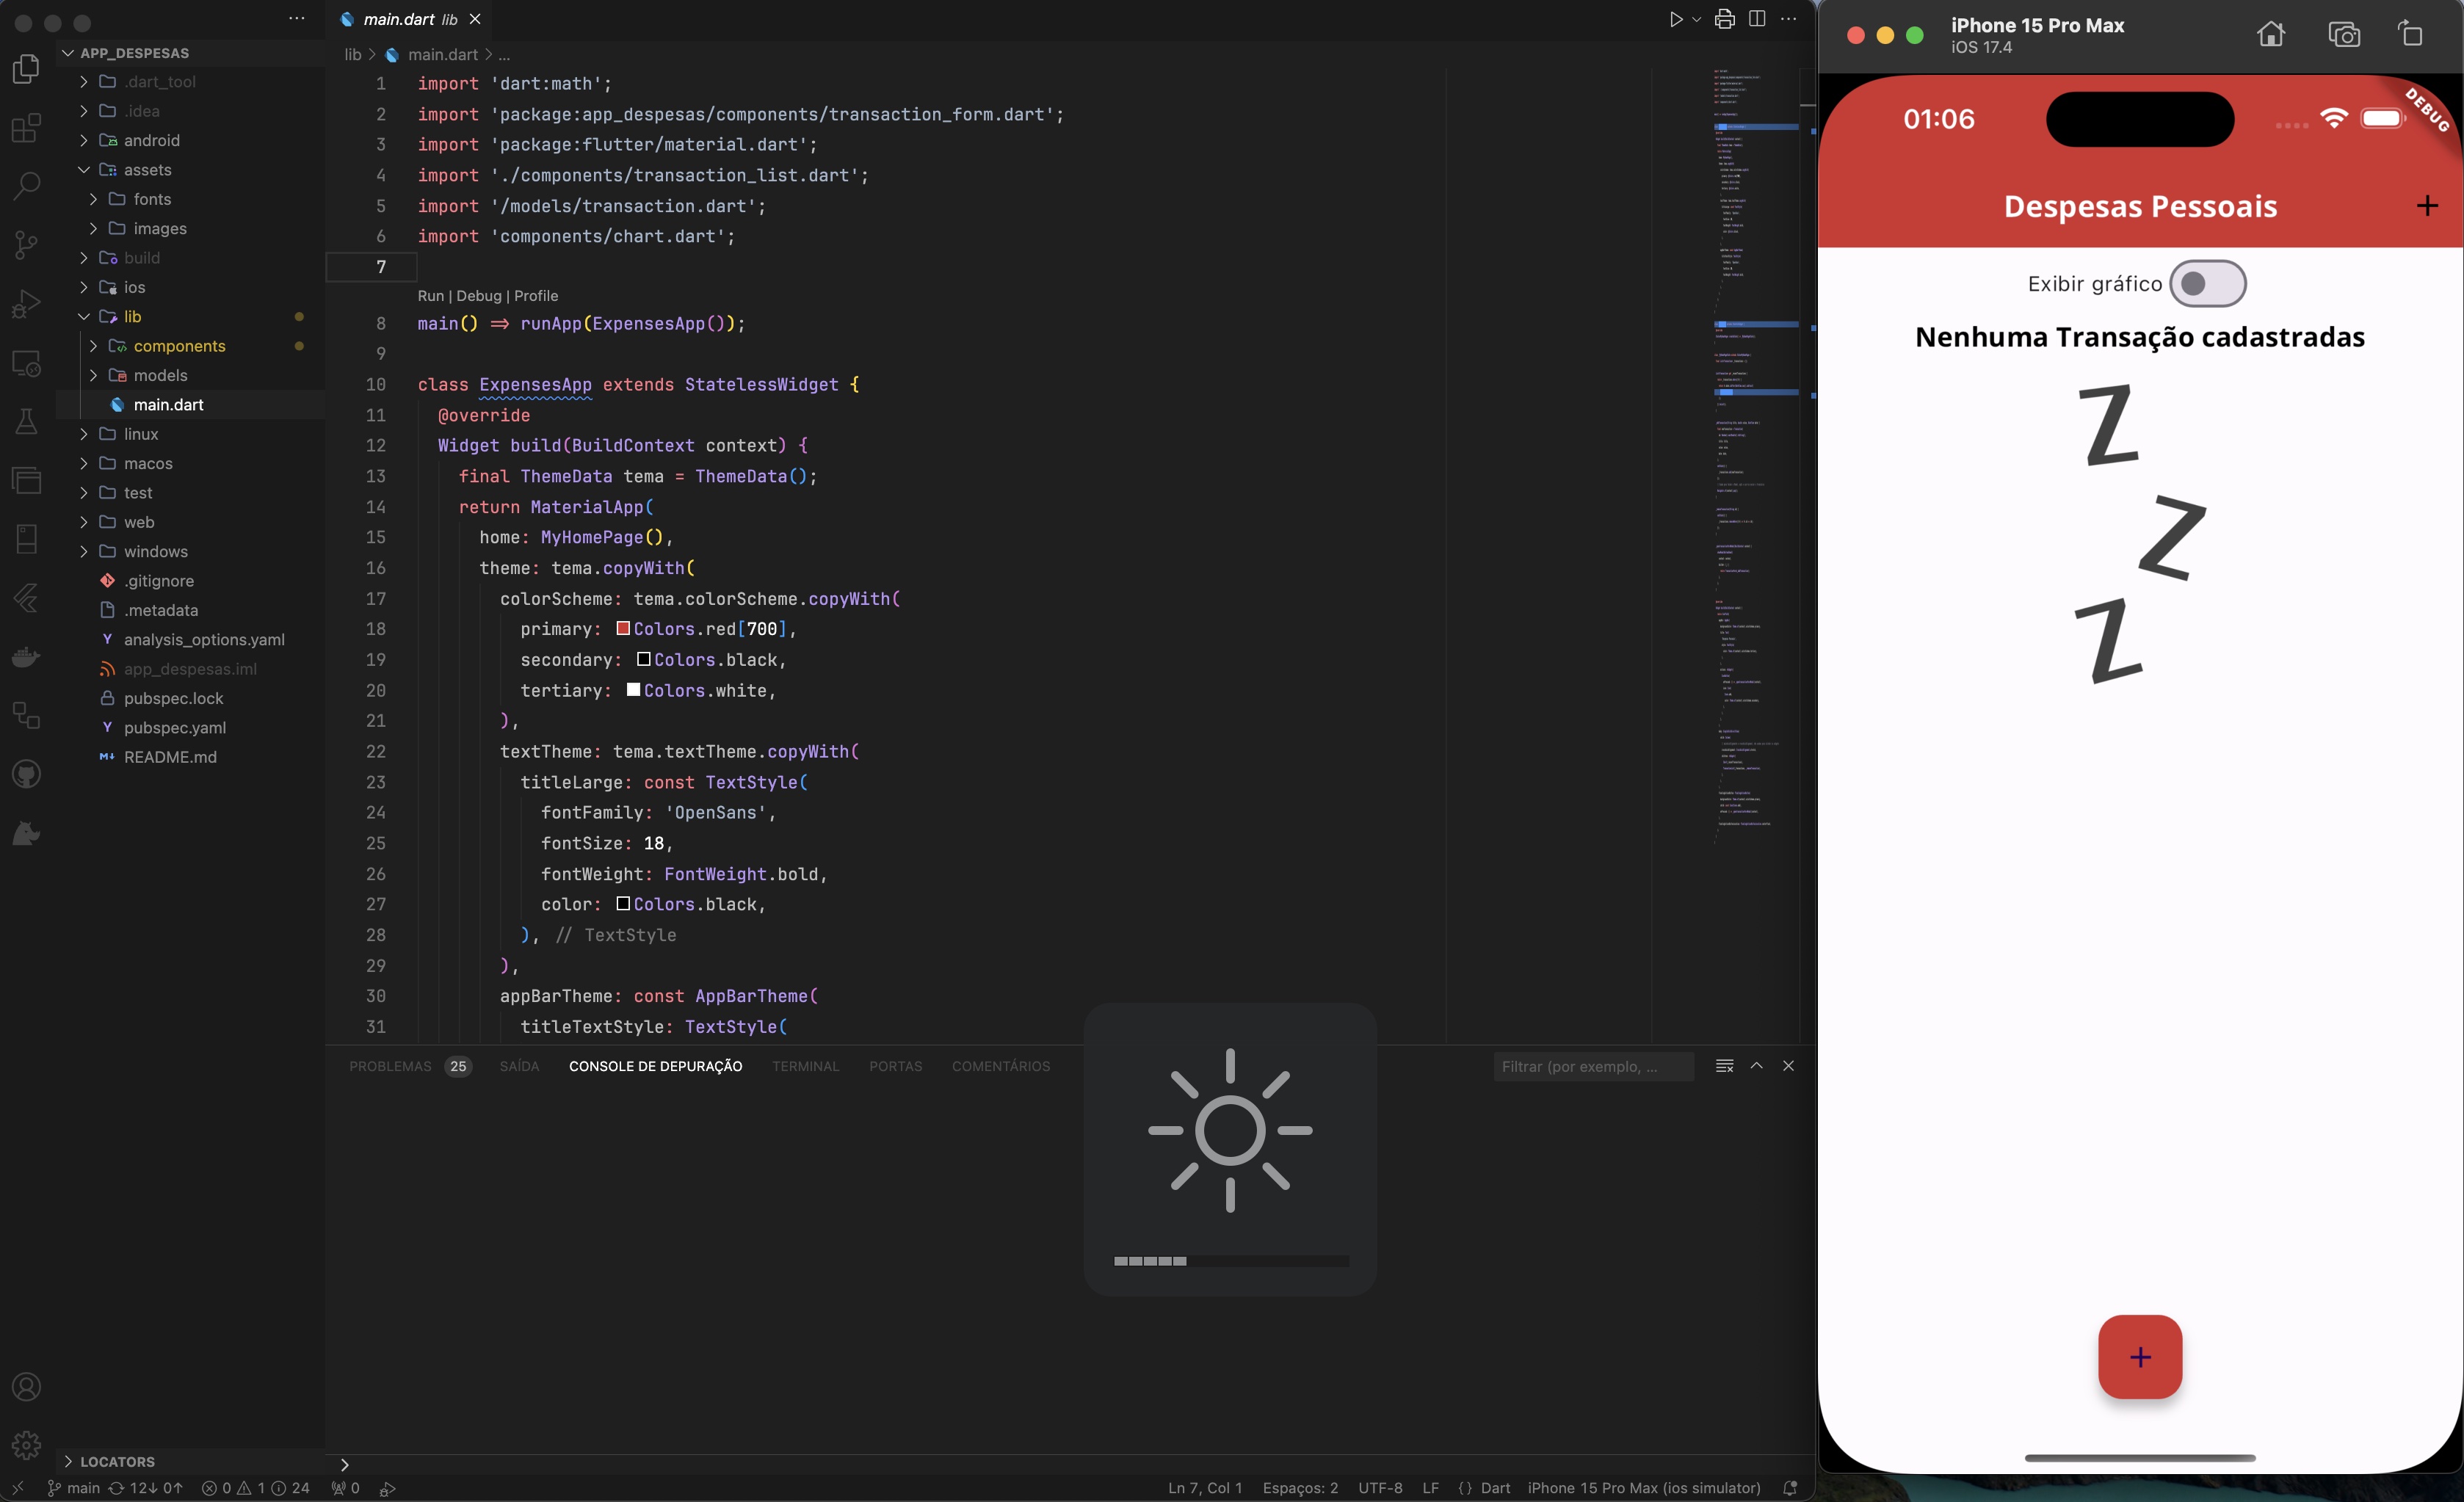 main.dart lib
APP_DESPESAS
.dart_tool
.idea
android
assets
fonts
images
build
ios
lib
components
models
main.dart
linux
macos
test
web
windows
.gitignore
.metadata
analysis_options.yaml
app_despesas.iml
pubspec.lock
pubspec.yaml
README.md
LOCATORS
lib > main.dart > ...
1 import 'dart:math';
2 import 'package:app_despesas/components/transaction_form.dart';
3 import 'package:flutter/material.dart';
4 import './components/transaction_list.dart';
5 import '/models/transaction.dart';
6 import 'components/chart.dart';
7
Run | Debug | Profile
8 main() => runApp(ExpensesApp());
9
10 class ExpensesApp extends StatelessWidget {
11 @override
12 Widget build(BuildContext context) {
13 final ThemeData tema = ThemeData();
14 return MaterialApp(
15 home: MyHomePage(),
16 theme: tema.copyWith(
17 colorScheme: tema.colorScheme.copyWith(
18 primary: Colors.red[700],
19 secondary: Colors.black,
20 tertiary: Colors.white,
21 ),
22 textTheme: tema.textTheme.copyWith(
23 titleLarge: const TextStyle(
24 fontFamily: 'OpenSans',
25 fontSize: 18,
26 fontWeight: FontWeight.bold,
27 color: Colors.black,
28 ), // TextStyle
29 ),
30 appBarTheme: const AppBarTheme(
31 titleTextStyle: TextStyle(
PROBLEMAS 25 SAÍDA CONSOLE DE DEPURAÇÃO TERMINAL PORTAS COMENTÁRIOS
Filtrar (por exemplo, ...
main 12↓ 0↑ 0 1 24 0
Ln 7, Col 1 Espaços: 2 UTF-8 LF {} Dart iPhone 15 Pro Max (ios simulator)
iPhone 15 Pro Max
iOS 17.4
01:06
DEBUG
Despesas Pessoais +
Exibir gráfico
Nenhuma Transação cadastradas
Z
Z
Z
+